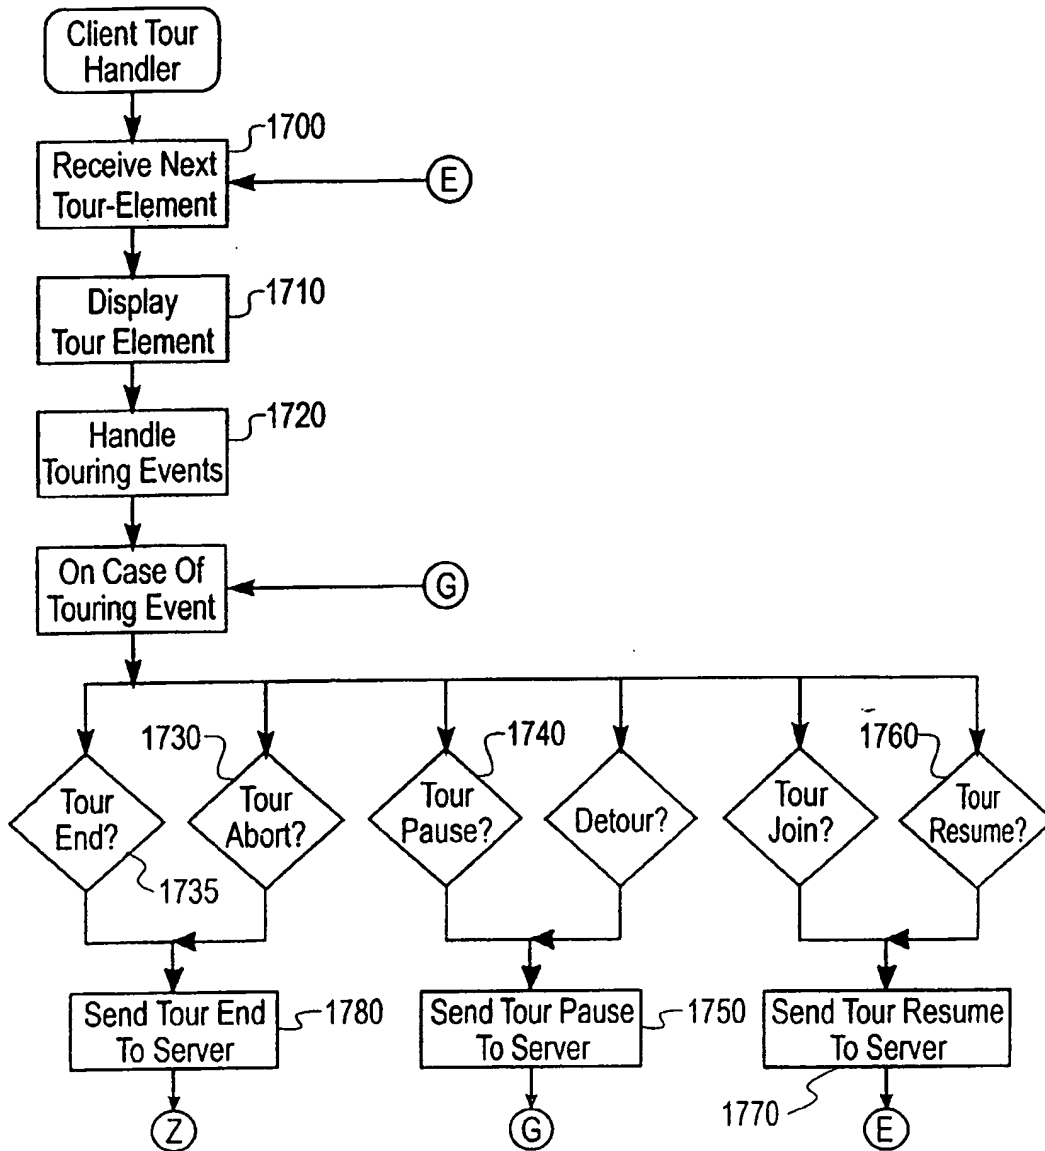 Client Tour
Handler
1700
Receive Next
Tour-Element
E
1710
Display
Tour Element
1720
Handle
Touring Events
On Case Of
Touring Event
G
1730
1740
1760
Tour
End?
Tour
Abort?
Tour
Pause?
Detour?
Tour
Join?
Tour
Resume?
1735
Send Tour End
To Server
1780
Send Tour Pause
To Server
1750
Send Tour Resume
To Server
1770
Z
G
E